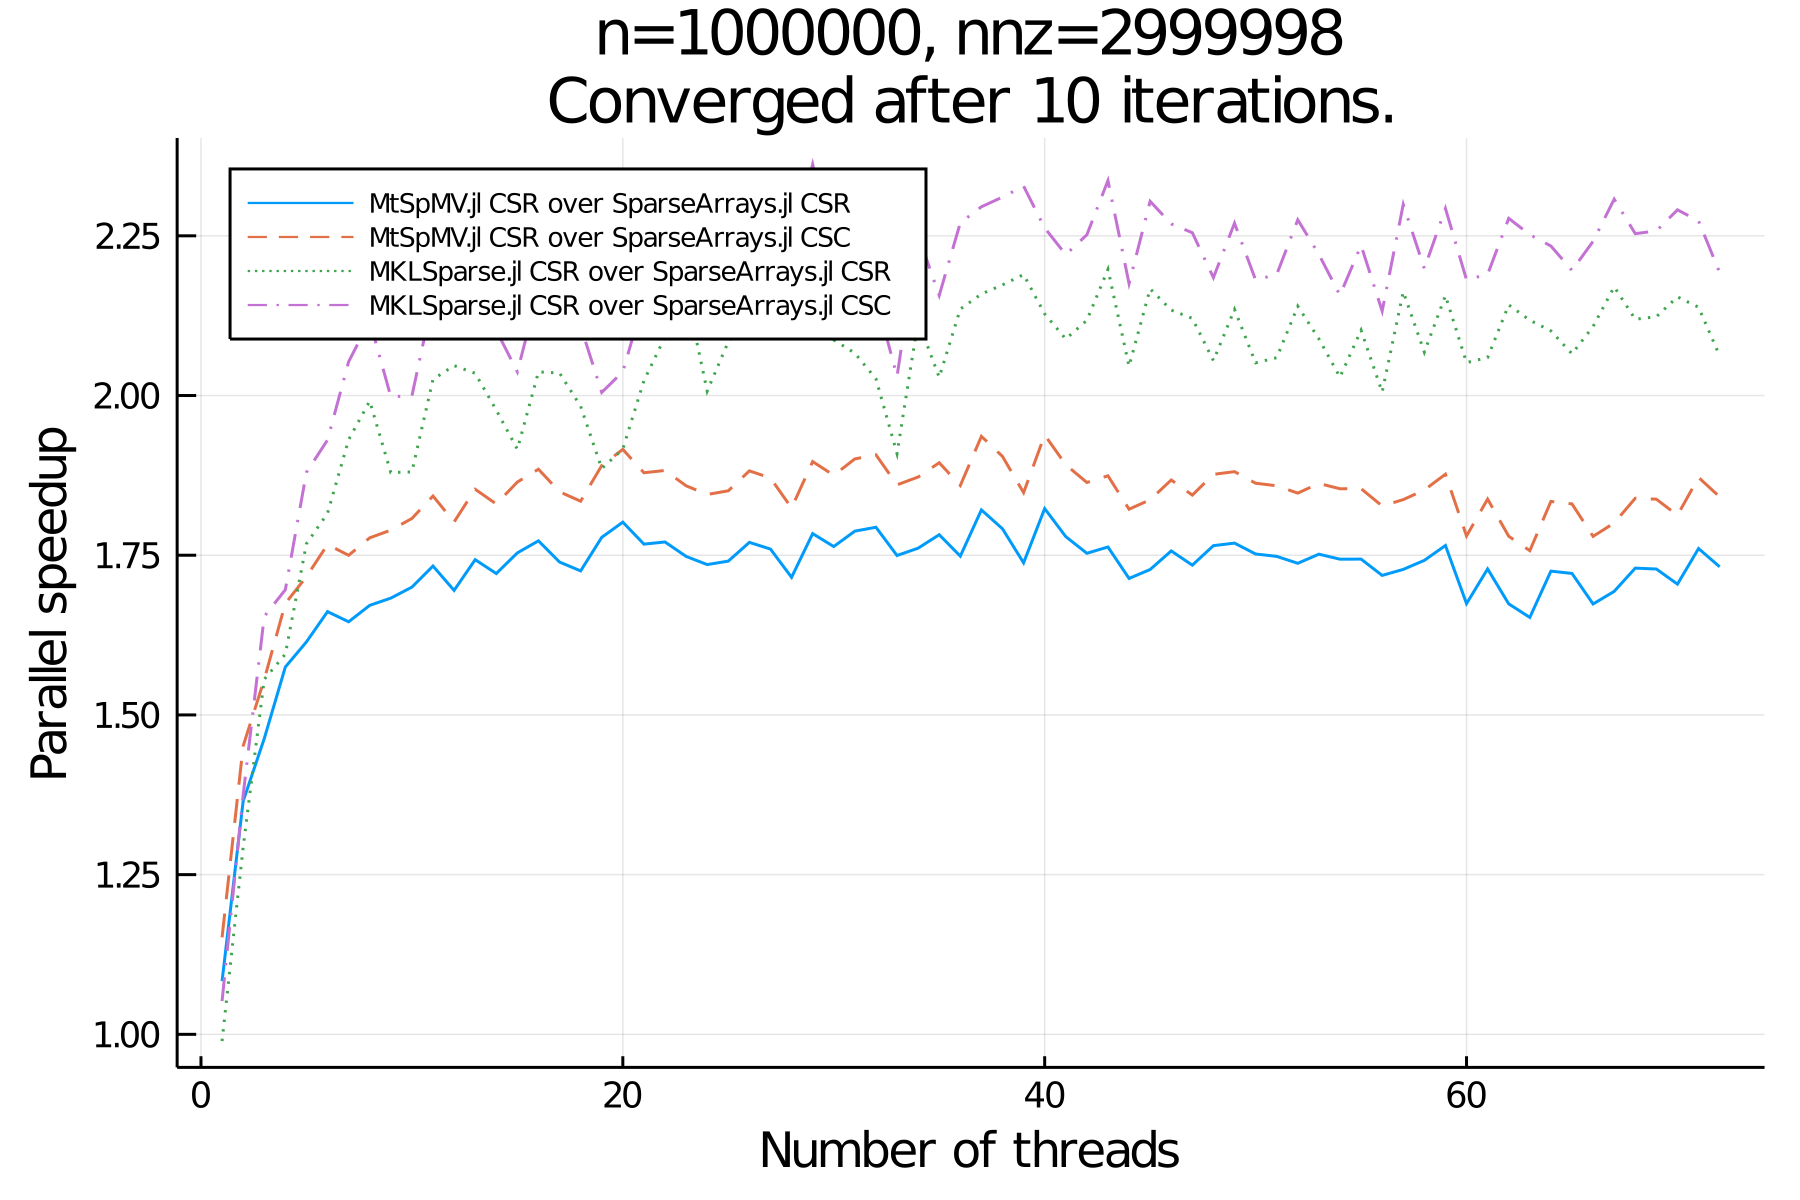 n=1000000, nnz=2999998
Converged after 10 iterations.
MtSpMV.jl CSR over SparseArrays.jl CSR
MtSpMV.jl CSR over SparseArrays.jl CSC
MKLSparse.jl CSR over SparseArrays.jl CSR
MKLSparse.jl CSR over SparseArrays.jl CSC
Parallel speedup
2.25
2.00
1.75
1.50
1.25
1.00
0 20 40 60
Number of threads